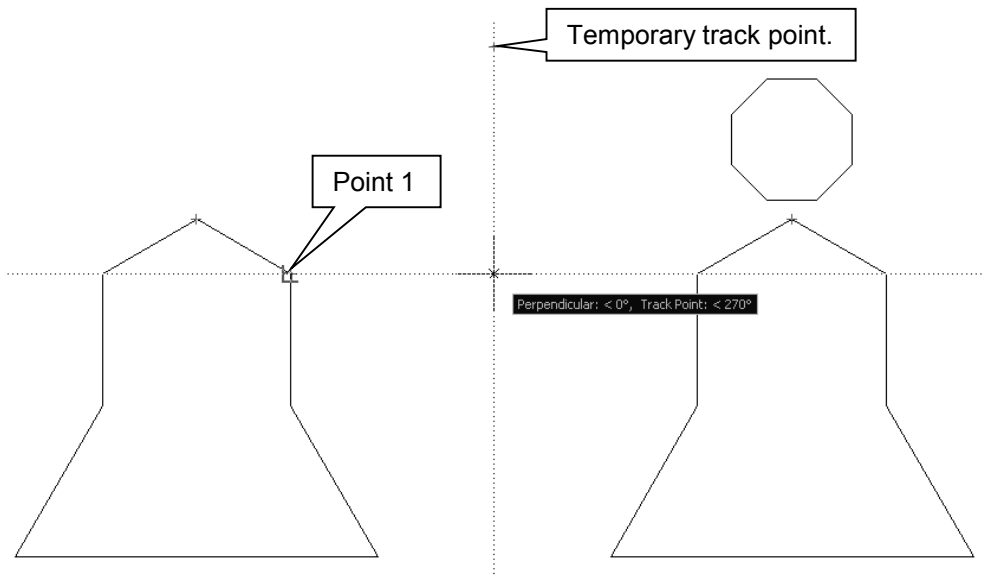 Temporary track point.
Point 1
Perpendicular: < 0°, Track Point: < 270°